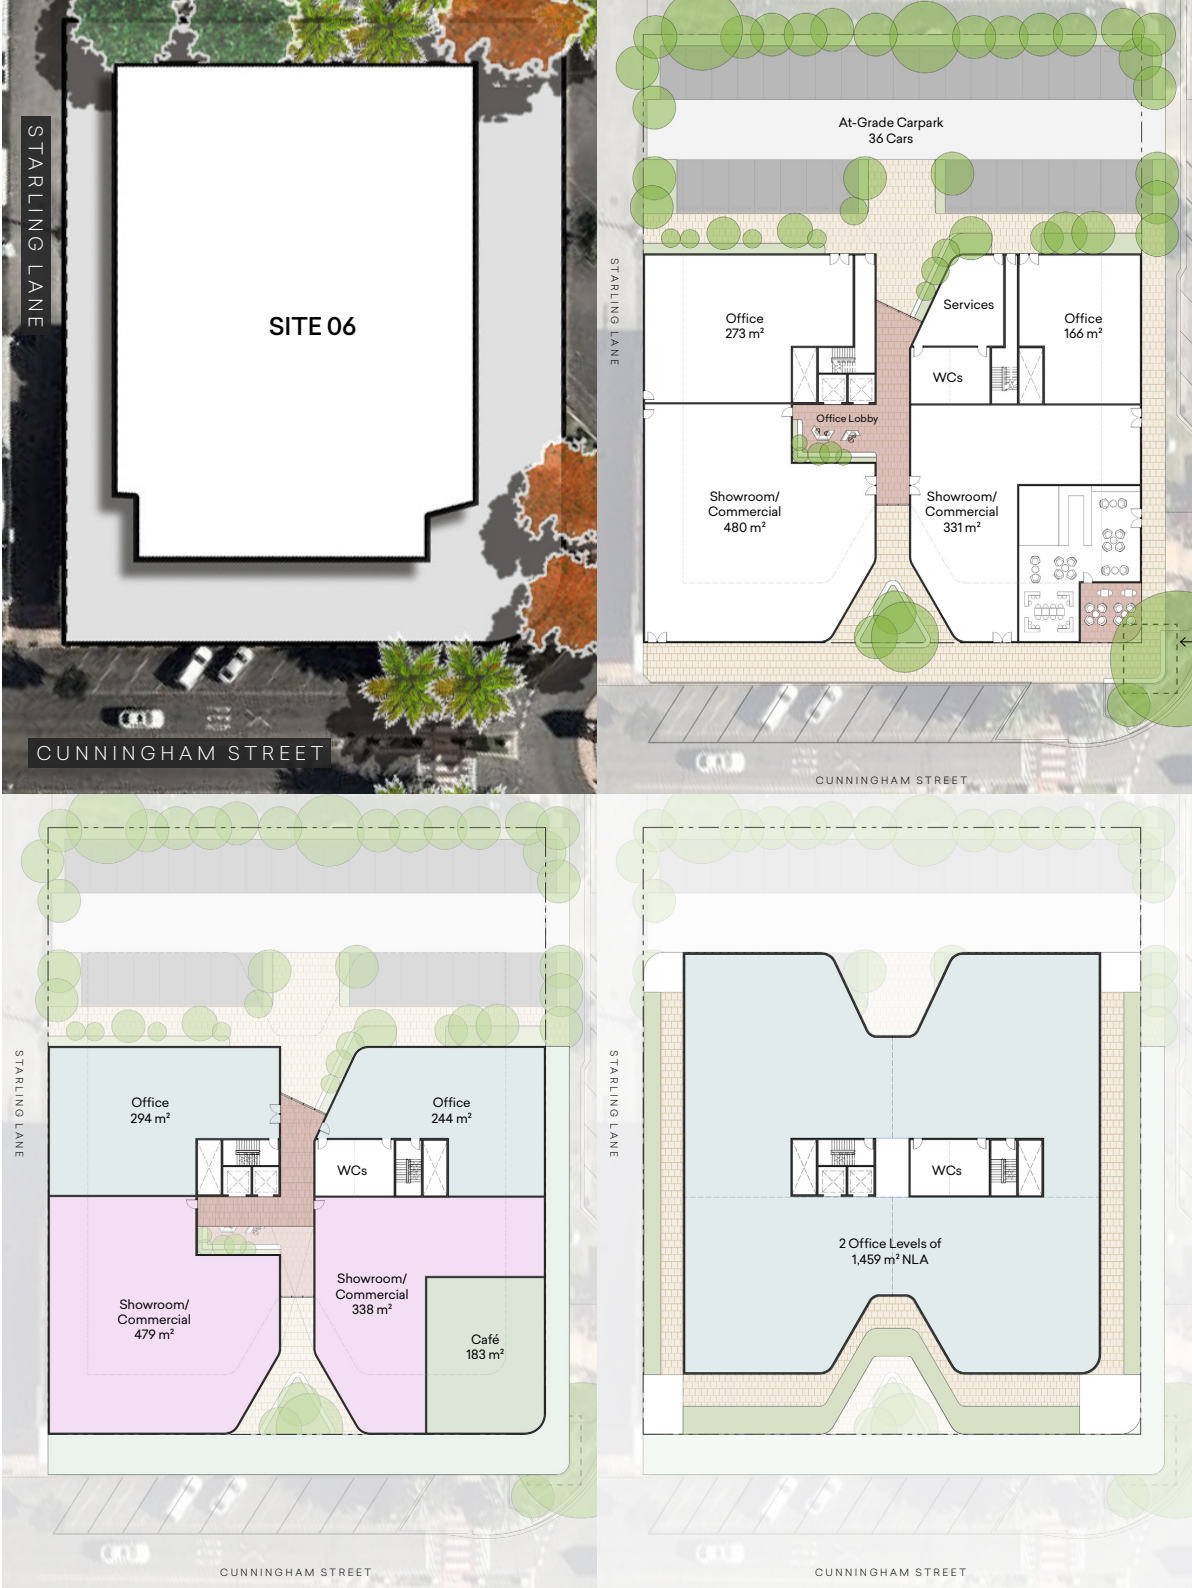 STARLING LANE
SITE 06
CUNNINGHAM STREET
At-Grade Carpark
36 Cars
STARLING LANE
Office
273 m²
Services
Office
166 m²
WCs
Office Lobby
Showroom/
Commercial
480 m²
Showroom/
Commercial
331 m²
CUNNINGHAM STREET
STARLING LANE
Office
294 m²
Office
244 m²
WCs
Showroom/
Commercial
479 m²
Showroom/
Commercial
338 m²
Café
183 m²
CUNNINGHAM STREET
STARLING LANE
WCs
2 Office Levels of
1,459 m² NLA
CUNNINGHAM STREET